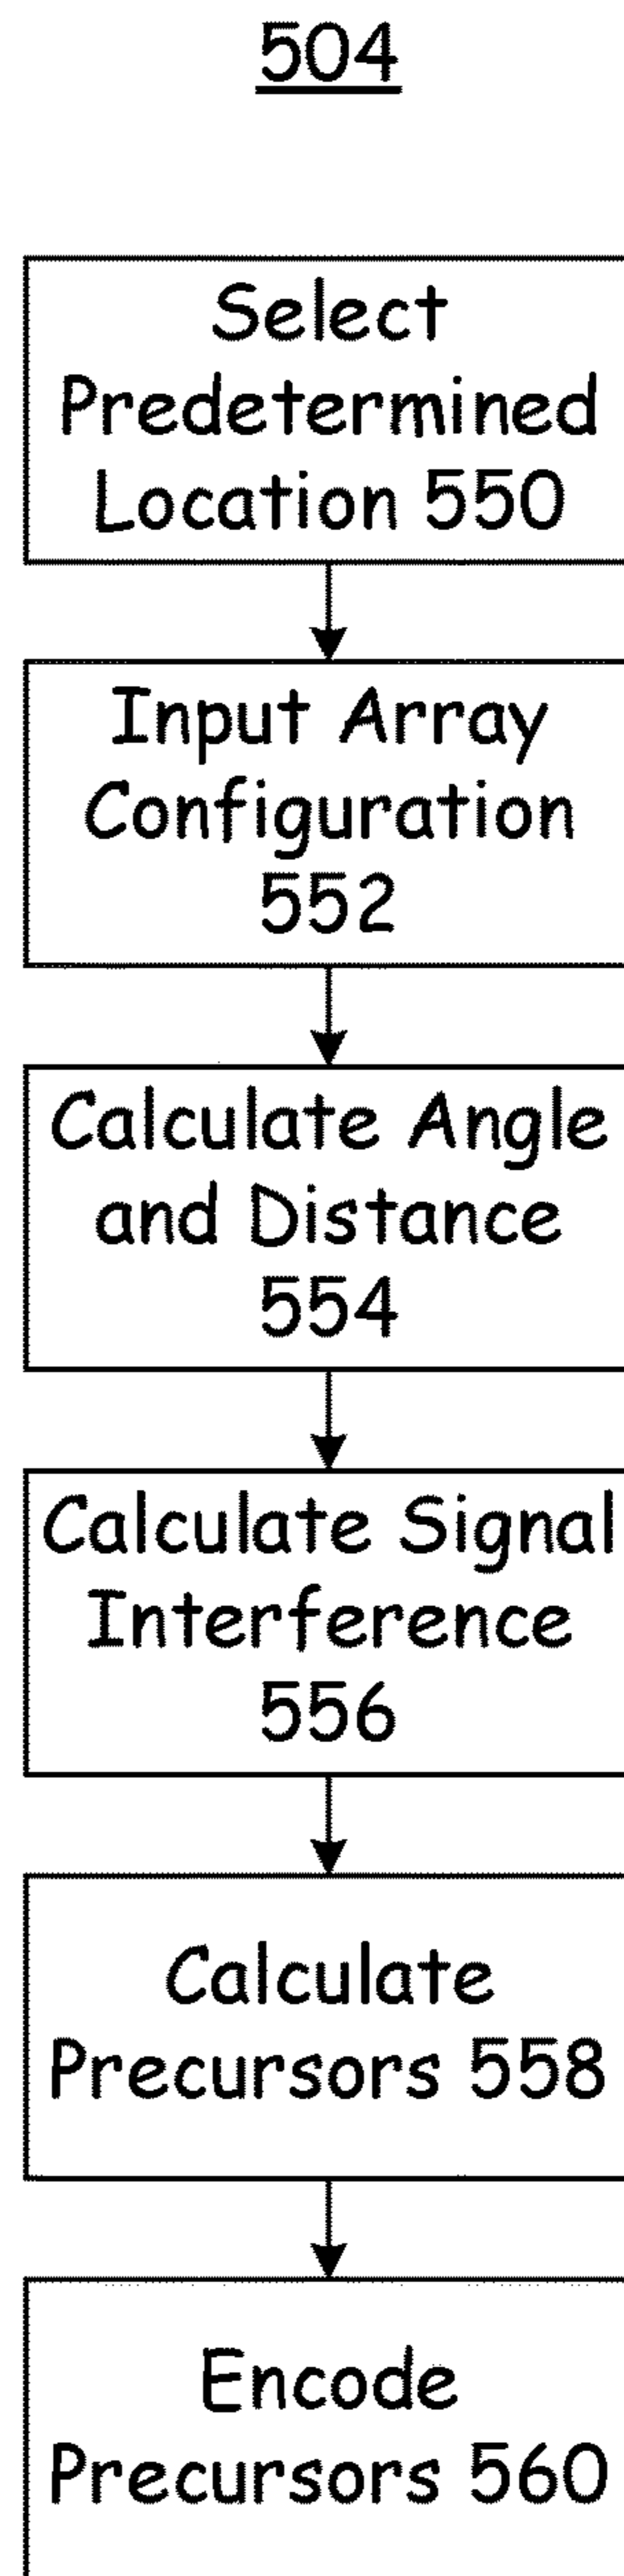 504
Select
Predetermined
Location 550
Input Array
Configuration
552
Calculate Angle
and Distance
554
Calculate Signal
Interference
556
Calculate
Precursors 558
Encode
Precursors 560